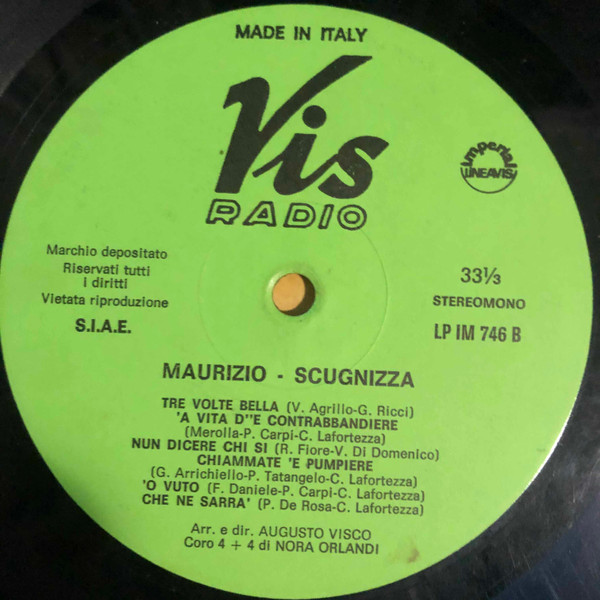 MADE IN ITALY
Vis
RADIO
imperial
LINEAVIS
Marchio depositato
Riservati tutti
i diritti
Vietata riproduzione
S.I.A.E.
33⅓
STEREOMONO
LP IM 746 B
MAURIZIO - SCUGNIZZA
TRE VOLTE BELLA (V. Agrillo-G. Ricci)
'A VITA D''E CONTRABBANDIERE
(Merolla-P. Carpi-C. Lafortezza)
NUN DICERE CHI SI (R. Fiore-V. Di Domenico)
CHIAMMATE 'E PUMPIERE
(G. Arrichiello-P. Tatangelo-C. Lafortezza)
'O VUTO (F. Daniele-P. Carpi-C. Lafortezza)
CHE NE SARRA' (P. De Rosa-C. Lafortezza)
Arr. e dir. AUGUSTO VISCO
Coro 4 + 4 di NORA ORLANDI